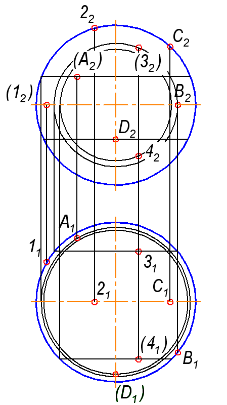 2₂
C₂
(3₂)
(A₂)
(1₂)
B₂
D₂
4₂
A₁
1₁
3₁
2₁
C₁
(4₁)
B₁
(D₁)